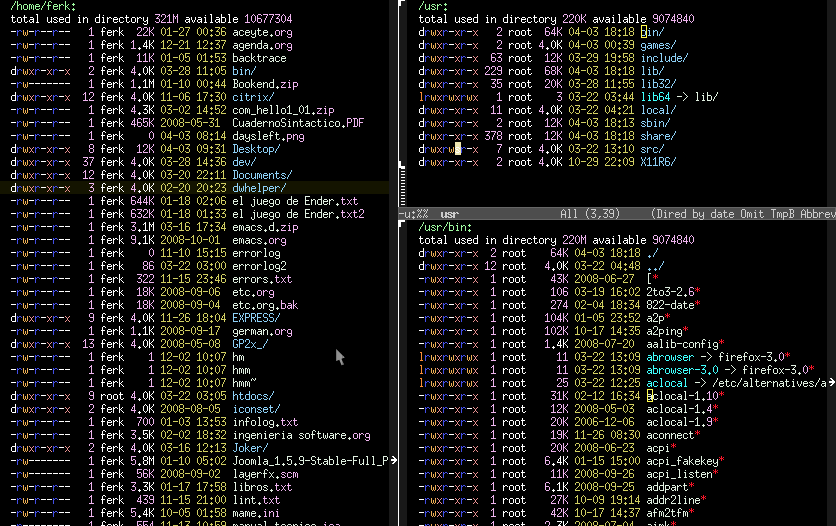 /home/ferk:
total used in directory 321M available 10677304
-rw-r--r-- 1 ferk 22K 01-27 00:36 aceyte.org
-rw-r--r-- 1 ferk 1.4K 12-21 12:37 agenda.org
-rw-r--r-- 1 ferk 11K 01-05 01:53 backtrace
drwxr-xr-x 2 ferk 4.0K 03-28 11:05 bin/
-rw------- 1 ferk 1.1M 01-10 00:44 Bookend.zip
drwxr-xr-x 12 ferk 4.0K 11-06 17:30 citrix/
-rw-r--r-- 1 ferk 4.3K 03-02 14:52 com_hello1_01.zip
-rw-r--r-- 1 ferk 465K 2008-05-31 CuadernoSintactico.PDF
-rw-r--r-- 1 ferk 0 04-03 08:14 daysleft.png
drwxr-xr-x 8 ferk 12K 04-03 09:31 Desktop/
drwxr-xr-x 37 ferk 4.0K 03-28 14:36 dev/
drwxr-xr-x 12 ferk 4.0K 02-20 22:11 Documents/
drwxr-xr-x 3 ferk 4.0K 02-20 20:23 dwhelper/
-rw-r--r-- 1 ferk 644K 01-18 02:06 el juego de Ender.txt
-rw-r--r-- 1 ferk 632K 01-18 01:33 el juego de Ender.txt2
-rw-r--r-- 1 ferk 3.1M 03-16 17:34 emacs.d.zip
-rw-r--r-- 1 ferk 9.1K 2008-10-01 emacs.org
-rw-r--r-- 1 ferk 0 11-10 15:15 errorlog
-rw-r--r-- 1 ferk 86 03-22 03:00 errorlog2
-rw-r--r-- 1 ferk 322 11-15 23:46 errors.txt
-rw-r--r-- 1 ferk 18K 2008-09-06 etc.org
-rw-r--r-- 1 ferk 18K 2008-09-04 etc.org.bak
drwxr-xr-x 9 ferk 4.0K 11-26 18:04 EXPRESS/
-rw-r--r-- 1 ferk 1.1K 2008-09-17 german.org
drwxr-xr-x 13 ferk 4.0K 2008-05-08 GP2x_/
-rw-r--r-- 1 ferk 1 12-02 10:07 hm
-rw-r--r-- 1 ferk 1 12-02 10:07 hmm
-rw-r--r-- 1 ferk 1 12-02 10:07 hmm~
drwxr-xr-x 9 root 4.0K 03-22 03:05 htdocs/
drwxr-xr-x 2 ferk 4.0K 2008-08-05 iconset/
-rw-r--r-- 1 ferk 700 01-03 13:53 infolog.txt
-rw-r--r-- 1 ferk 3.5K 02-02 18:32 ingenieria software.org
drwxr-xr-x 2 ferk 4.0K 03-16 12:13 Joker/
-rw------- 1 ferk 5.8M 01-10 05:02 Joomla_1.5.9-Stable-Full_P
-rw------- 1 ferk 56K 2008-09-02 layerfx.scm
-rw-r--r-- 1 ferk 3.3K 01-17 17:58 libros.txt
-rw-r--r-- 1 ferk 439 11-15 21:00 lint.txt
-rw-r--r-- 1 ferk 5.4K 10-05 01:58 mame.ini
/usr:
total used in directory 220K available 9074840
drwxr-xr-x 2 root 64K 04-03 18:18 bin/
drwxr-xr-x 2 root 4.0K 04-03 00:39 games/
drwxr-xr-x 63 root 12K 03-29 19:58 include/
drwxr-xr-x 229 root 68K 04-03 18:18 lib/
drwxr-xr-x 35 root 20K 03-28 11:55 lib32/
lrwxrwxrwx 1 root 3 03-22 03:44 lib64 -> lib/
drwxr-xr-x 11 root 4.0K 03-22 04:21 local/
drwxr-xr-x 2 root 12K 04-03 18:13 sbin/
drwxr-xr-x 378 root 12K 04-03 18:18 share/
drwxrwxr-x 7 root 4.0K 03-22 13:10 src/
drwxr-xr-x 2 root 4.0K 10-29 22:09 X11R6/
-u:%% usr All (3,39) (Dired by date Omit TmpB Abbrev
/usr/bin:
total used in directory 220M available 9074840
drwxr-xr-x 2 root 64K 04-03 18:18 ./
drwxr-xr-x 12 root 4.0K 03-22 04:48 ../
-rwxr-xr-x 1 root 43K 2008-06-27 [*
-rwxr-xr-x 1 root 106 03-19 16:02 2to3-2.6*
-rwxr-xr-x 1 root 274 02-04 18:34 822-date*
-rwxr-xr-x 1 root 104K 01-05 23:52 a2p*
-rwxr-xr-x 1 root 102K 10-17 14:35 a2ping*
-rwxr-xr-x 1 root 1.4K 2008-07-20 aalib-config*
lrwxrwxrwx 1 root 11 03-22 13:09 abrowser -> firefox-3.0*
lrwxrwxrwx 1 root 11 03-22 13:09 abrowser-3.0 -> firefox-3.0*
lrwxrwxrwx 1 root 25 03-22 12:25 aclocal -> /etc/alternatives/a
-rwxr-xr-x 1 root 31K 02-12 16:34 aclocal-1.10*
-rwxr-xr-x 1 root 12K 2008-05-03 aclocal-1.4*
-rwxr-xr-x 1 root 20K 2006-12-06 aclocal-1.9*
-rwxr-xr-x 1 root 19K 11-26 08:30 aconnect*
-rwxr-xr-x 1 root 20K 2008-06-23 acpi*
-rwxr-xr-x 1 root 6.4K 01-15 15:00 acpi_fakekey*
-rwxr-xr-x 1 root 11K 2008-09-26 acpi_listen*
-rwxr-xr-x 1 root 6.1K 2008-09-25 addpart*
-rwxr-xr-x 1 root 27K 10-09 19:14 addr2line*
-rwxr-xr-x 1 root 42K 10-17 14:37 afm2tfm*